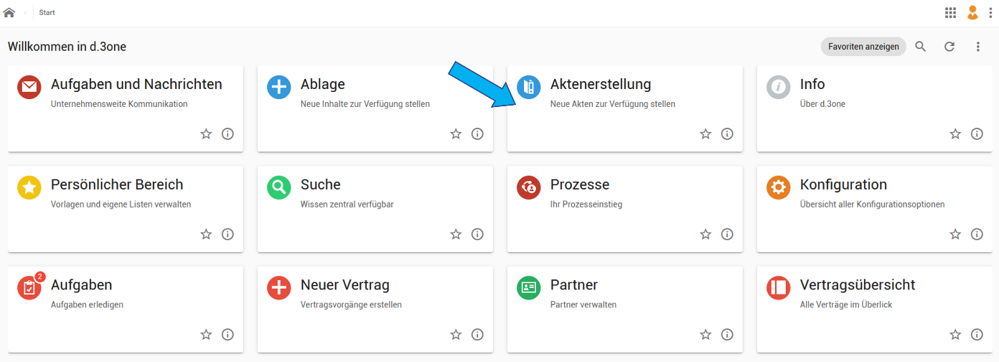 Start
Willkommen in d.3one
Favoriten anzeigen
Aufgaben und Nachrichten
Unternehmensweite Kommunikation
Ablage
Neue Inhalte zur Verfügung stellen
Aktenerstellung
Neue Akten zur Verfügung stellen
Info
Über d.3one
Persönlicher Bereich
Vorlagen und eigene Listen verwalten
Suche
Wissen zentral verfügbar
Prozesse
Ihr Prozesseinstieg
Konfiguration
Übersicht aller Konfigurationsoptionen
2
Aufgaben
Aufgaben erledigen
Neuer Vertrag
Vertragsvorgänge erstellen
Partner
Partner verwalten
Vertragsübersicht
Alle Verträge im Überlick